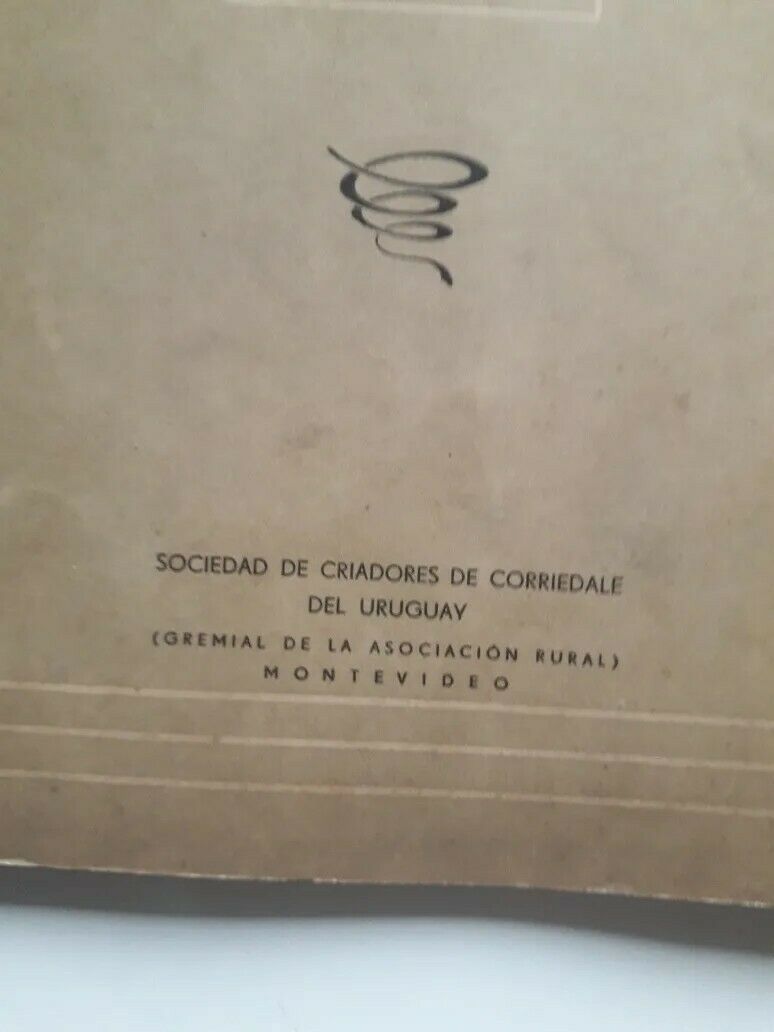 SOCIEDAD DE CRIADORES DE CORRIEDALE
DEL URUGUAY
(GREMIAL DE LA ASOCIACIÓN RURAL)
MONTEVIDEO